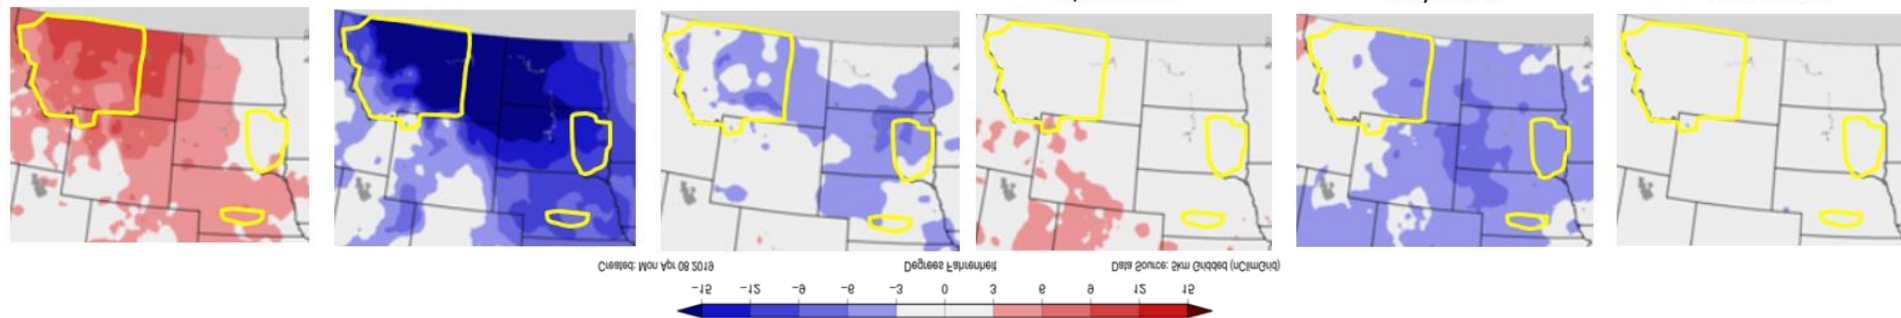 Created: Mon Apr 08 2019
Degrees Fahrenheit
Data Source: 5km Gridded (nClimGrid)
-15 -12 -9 -6 -3 0 3 6 9 12 15